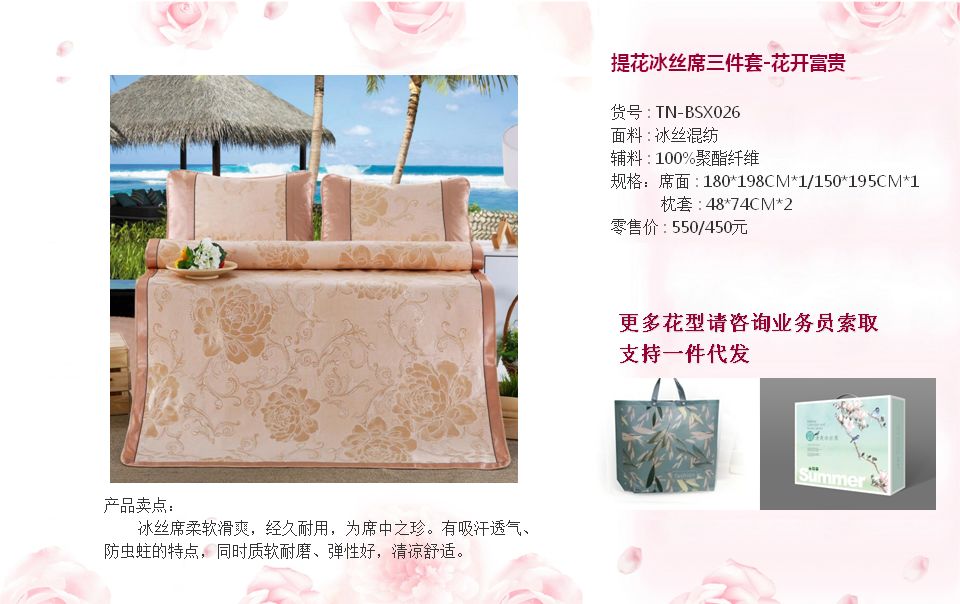 提花冰丝席三件套-花开富贵
货号 : TN-BSX026
面料 : 冰丝混纺
辅料 : 100%聚酯纤维
规格：席面 : 180*198CM*1/150*195CM*1
枕套 : 48*74CM*2
零售价 : 550/450元
更多花型请咨询业务员索取
支持一件代发
Summer
产品卖点：
冰丝席柔软滑爽，经久耐用，为席中之珍。有吸汗透气、
防虫蛀的特点，同时质软耐磨、弹性好，清凉舒适。